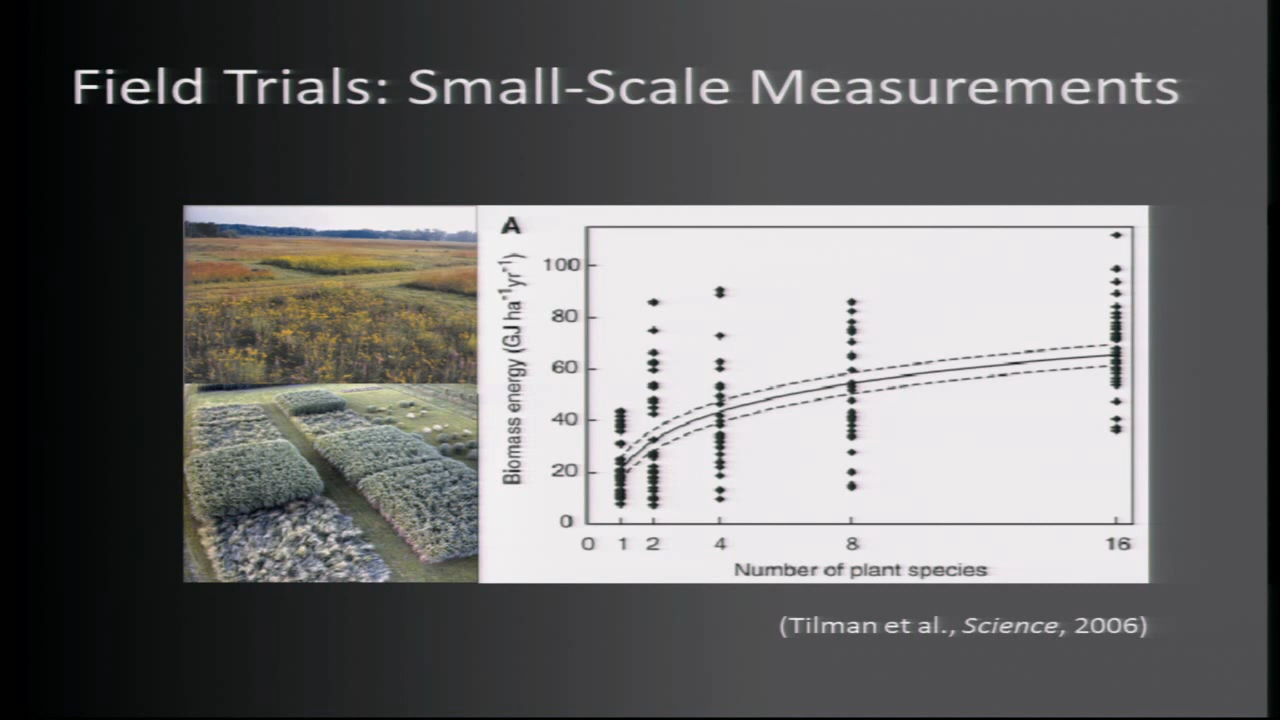 Field Trials: Small-Scale Measurements
A
Biomass energy (GJ ha⁻¹yr⁻¹)
100
80
60
40
20
0
0 1 2 4 8 16
Number of plant species
(Tilman et al., Science, 2006)